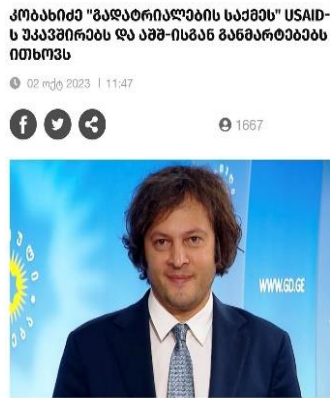 კობახიძე "გადატრიალების საქმეს" USAID-
ს უკავშირებს და აშშ-ისგან განმარტებებს
ითხოვს
02 ოქტ 2023 | 11:47
1667
WWW.GD.GE